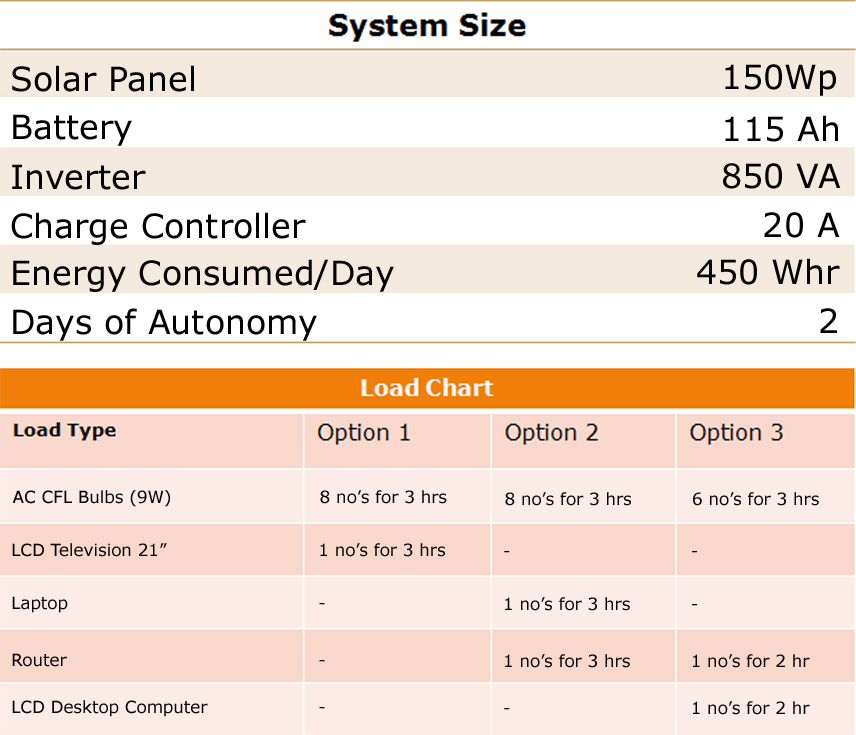 System Size
Solar Panel 150Wp
Battery 115 Ah
Inverter 850 VA
Charge Controller 20 A
Energy Consumed/Day 450 Whr
Days of Autonomy 2
Load Chart
Load Type Option 1 Option 2 Option 3
AC CFL Bulbs (9W) 8 no’s for 3 hrs 8 no’s for 3 hrs 6 no’s for 3 hrs
LCD Television 21” 1 no’s for 3 hrs - -
Laptop - 1 no’s for 3 hrs -
Router - 1 no’s for 3 hrs 1 no’s for 2 hr
LCD Desktop Computer - - 1 no’s for 2 hr